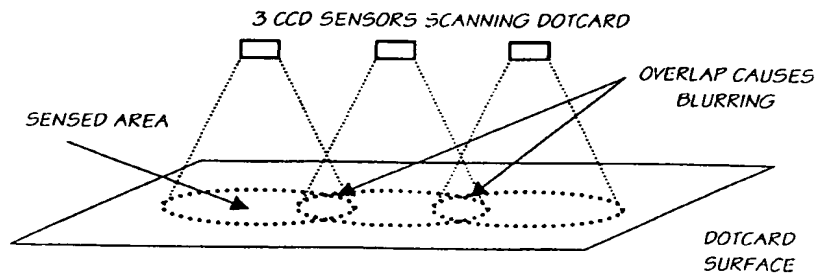 3 CCD SENSORS SCANNING DOTCARD
OVERLAP CAUSES
BLURRING
SENSED AREA
DOTCARD
SURFACE